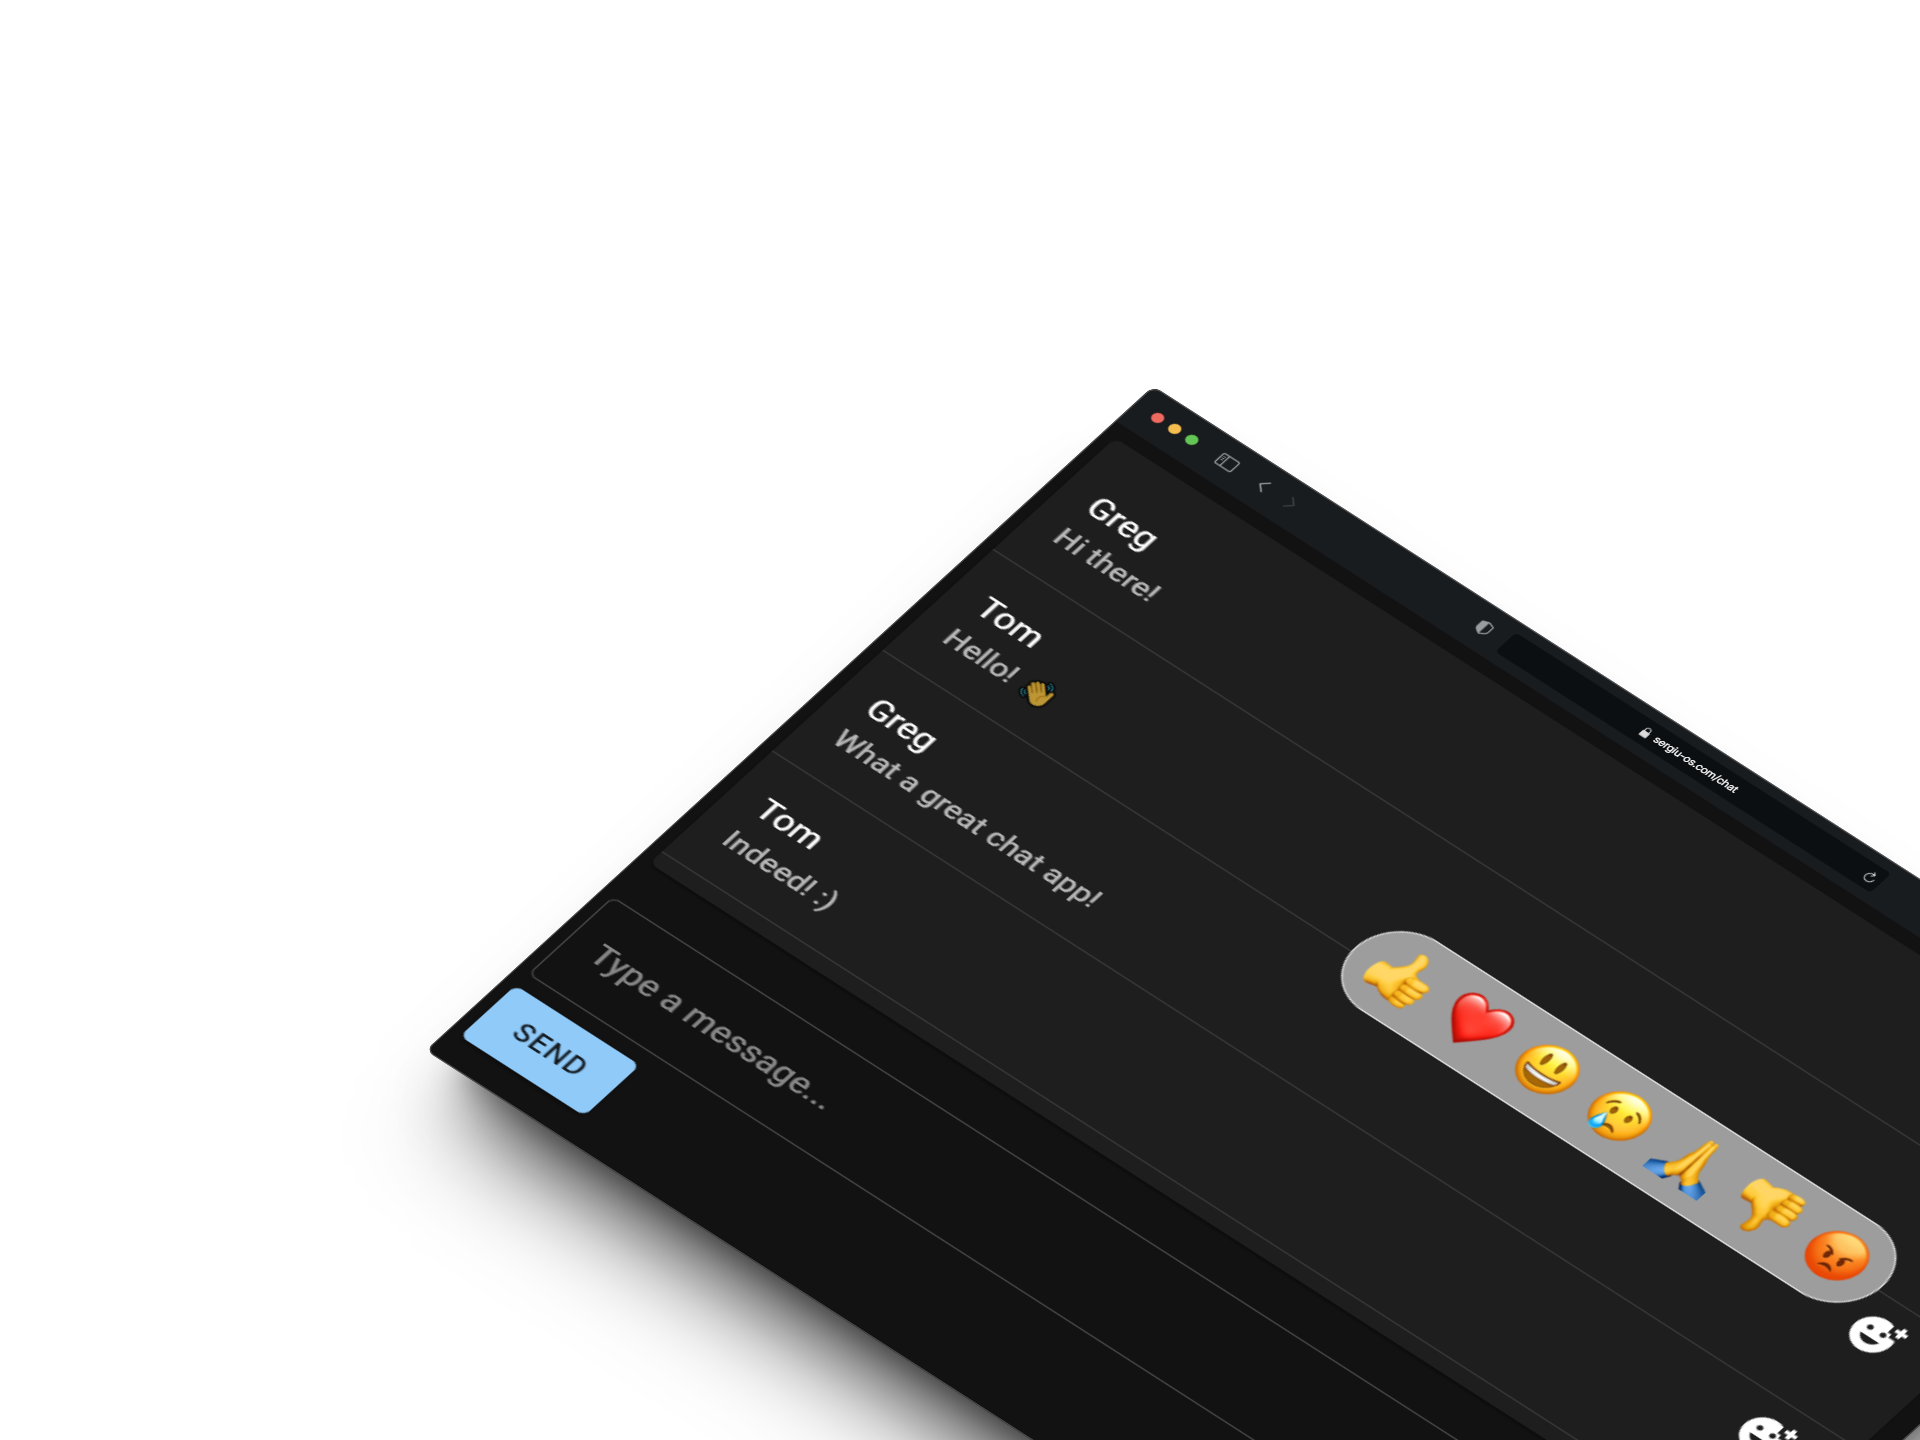 sergiu-os.com/chat
Greg
Hi there!
Tom
Hello! 👋
Greg
What a great chat app!
Tom
Indeed! :)
Type a message...
SEND